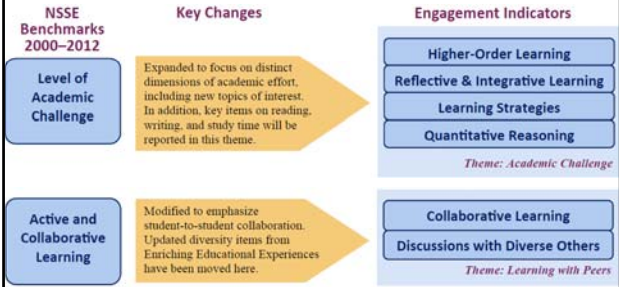 NSSE
Benchmarks
2000–2012
Key Changes
Engagement Indicators
Level of
Academic
Challenge
Expanded to focus on distinct
dimensions of academic effort,
including new topics of interest.
In addition, key items on reading,
writing, and study time will be
reported in this theme.
Higher-Order Learning
Reflective & Integrative Learning
Learning Strategies
Quantitative Reasoning
Theme: Academic Challenge
Active and
Collaborative
Learning
Modified to emphasize
student-to-student collaboration.
Updated diversity items from
Enriching Educational Experiences
have been moved here.
Collaborative Learning
Discussions with Diverse Others
Theme: Learning with Peers